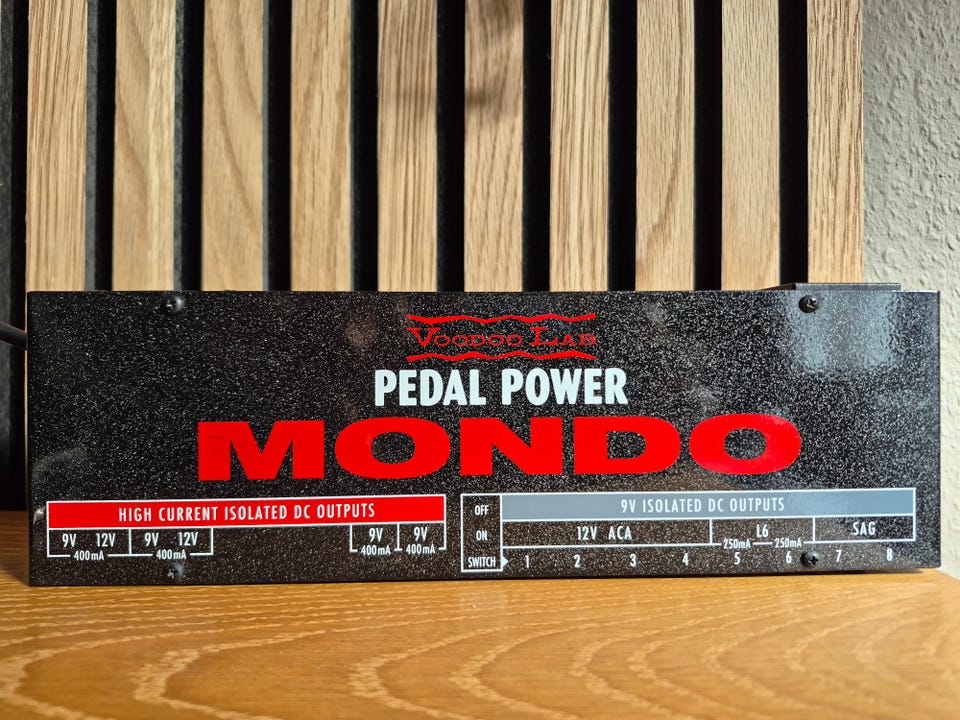 VOODOO LAB
PEDAL POWER
MONDO
HIGH CURRENT ISOLATED DC OUTPUTS
9V 12V 9V 12V 9V 9V
400mA 400mA 400mA 400mA
OFF 9V ISOLATED DC OUTPUTS
ON 12V ACA L6 SAG
250mA 250mA
SWITCH 1 2 3 4 5 6 7 8